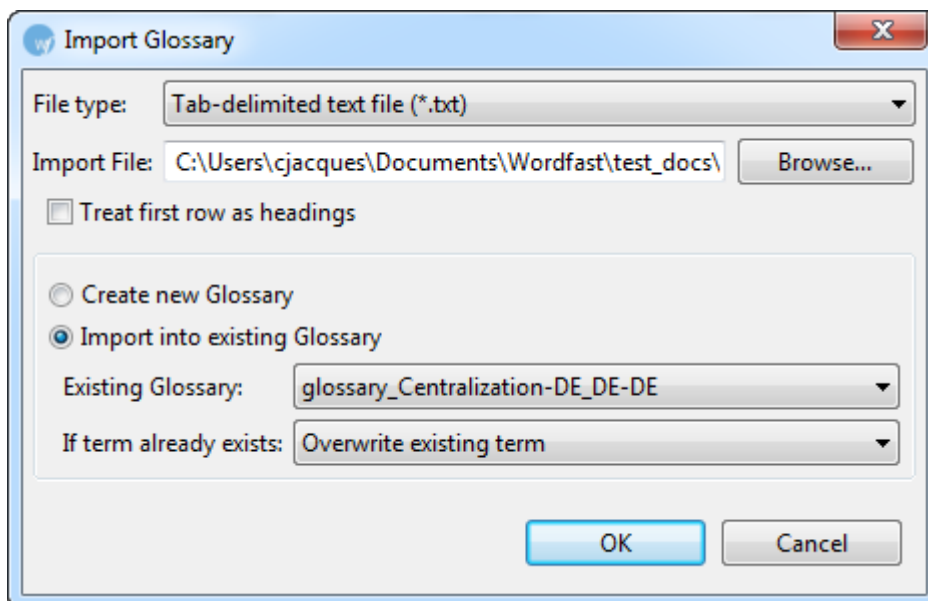 Import Glossary
File type: Tab-delimited text file (*.txt)
Import File: C:\Users\cjacques\Documents\Wordfast\test_docs\ Browse...
Treat first row as headings
Create new Glossary
Import into existing Glossary
Existing Glossary: glossary_Centralization-DE_DE-DE
If term already exists: Overwrite existing term
OK Cancel